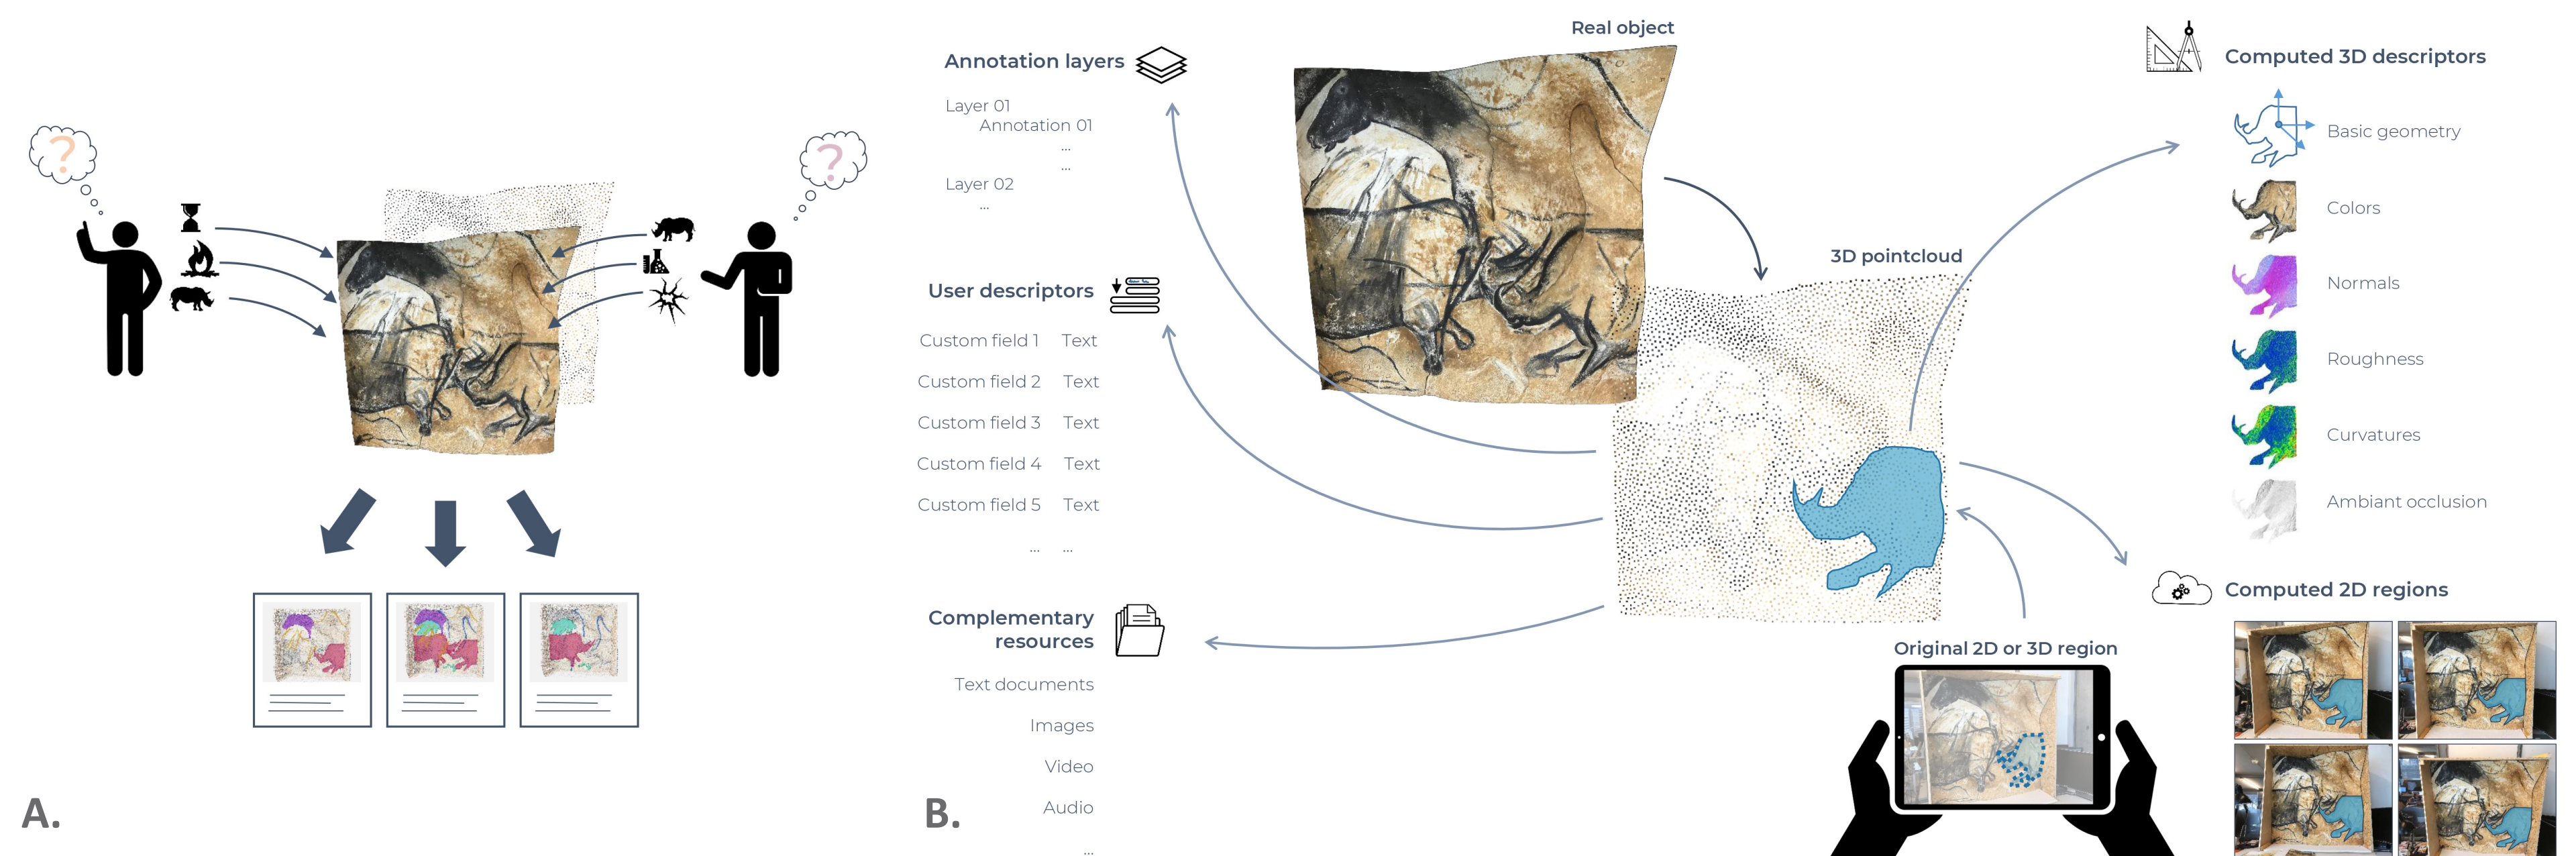 ?
?
A.
Annotation layers
Layer 01
Annotation 01
...
...
Layer 02
...
User descriptors
Custom field 1 Text
Custom field 2 Text
Custom field 3 Text
Custom field 4 Text
Custom field 5 Text
... ...
Complementary
resources
Text documents
Images
Video
Audio
...
B.
Real object
3D pointcloud
Original 2D or 3D region
Computed 3D descriptors
Basic geometry
Colors
Normals
Roughness
Curvatures
Ambiant occlusion
Computed 2D regions